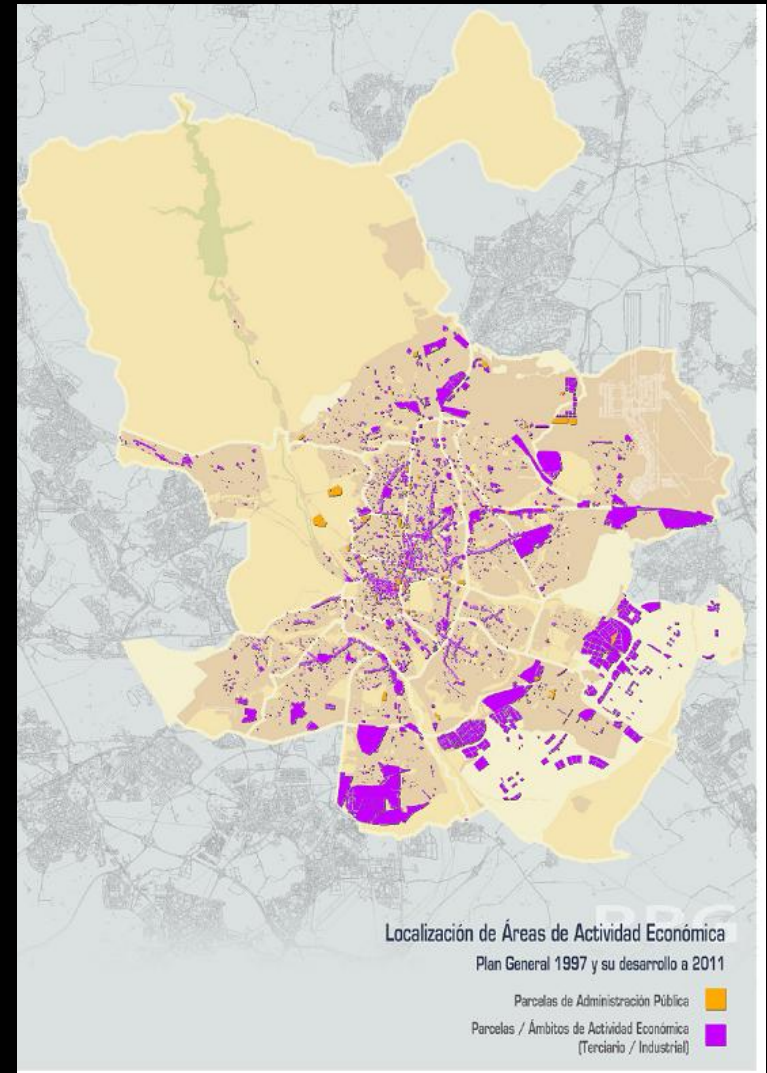 Localización de Áreas de Actividad Económica
Plan General 1997 y su desarrollo a 2011
Parcelas de Administración Pública
Parcelas / Ámbitos de Actividad Económica
(Terciario / Industrial)